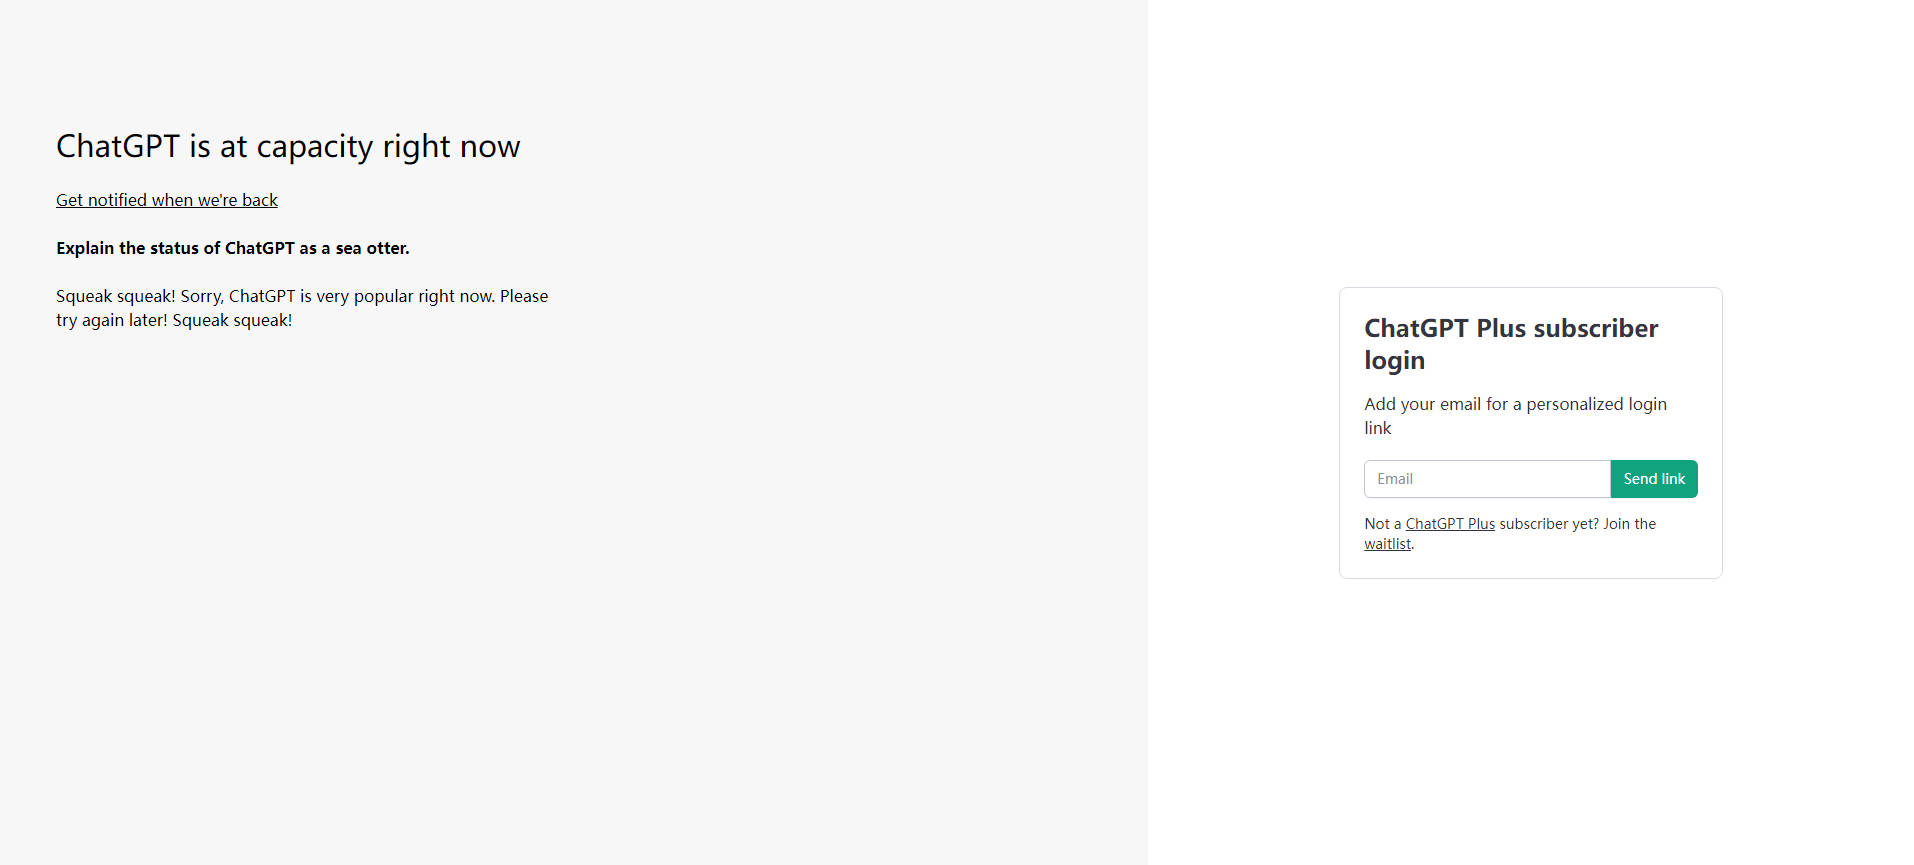 ChatGPT is at capacity right now
Get notified when we're back
Explain the status of ChatGPT as a sea otter.
Squeak squeak! Sorry, ChatGPT is very popular right now. Please
try again later! Squeak squeak!
ChatGPT Plus subscriber
login
Add your email for a personalized login
link
Email
Send link
Not a ChatGPT Plus subscriber yet? Join the
waitlist.